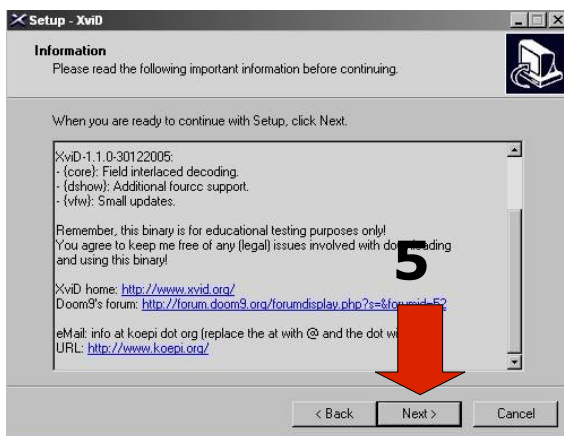 Setup - XviD
Information
Please read the following important information before continuing.
When you are ready to continue with Setup, click Next.
XviD-1.1.0-30122005:
- {core}: Field interlaced decoding.
- {dshow}: Additional fourcc support.
- {vfw}: Small updates.
Remember, this binary is for educational testing purposes only!
You agree to keep me free of any (legal) issues involved with downloading
and using this binary!
5
XviD home: http://www.xvid.org/
Doom9's forum: http://forum.doom9.org/forumdisplay.php?s=&forumid=52
eMail: info at koepi dot org (replace the at with @ and the dot
URL: http://www.koepi.org/
< Back
Next >
Cancel